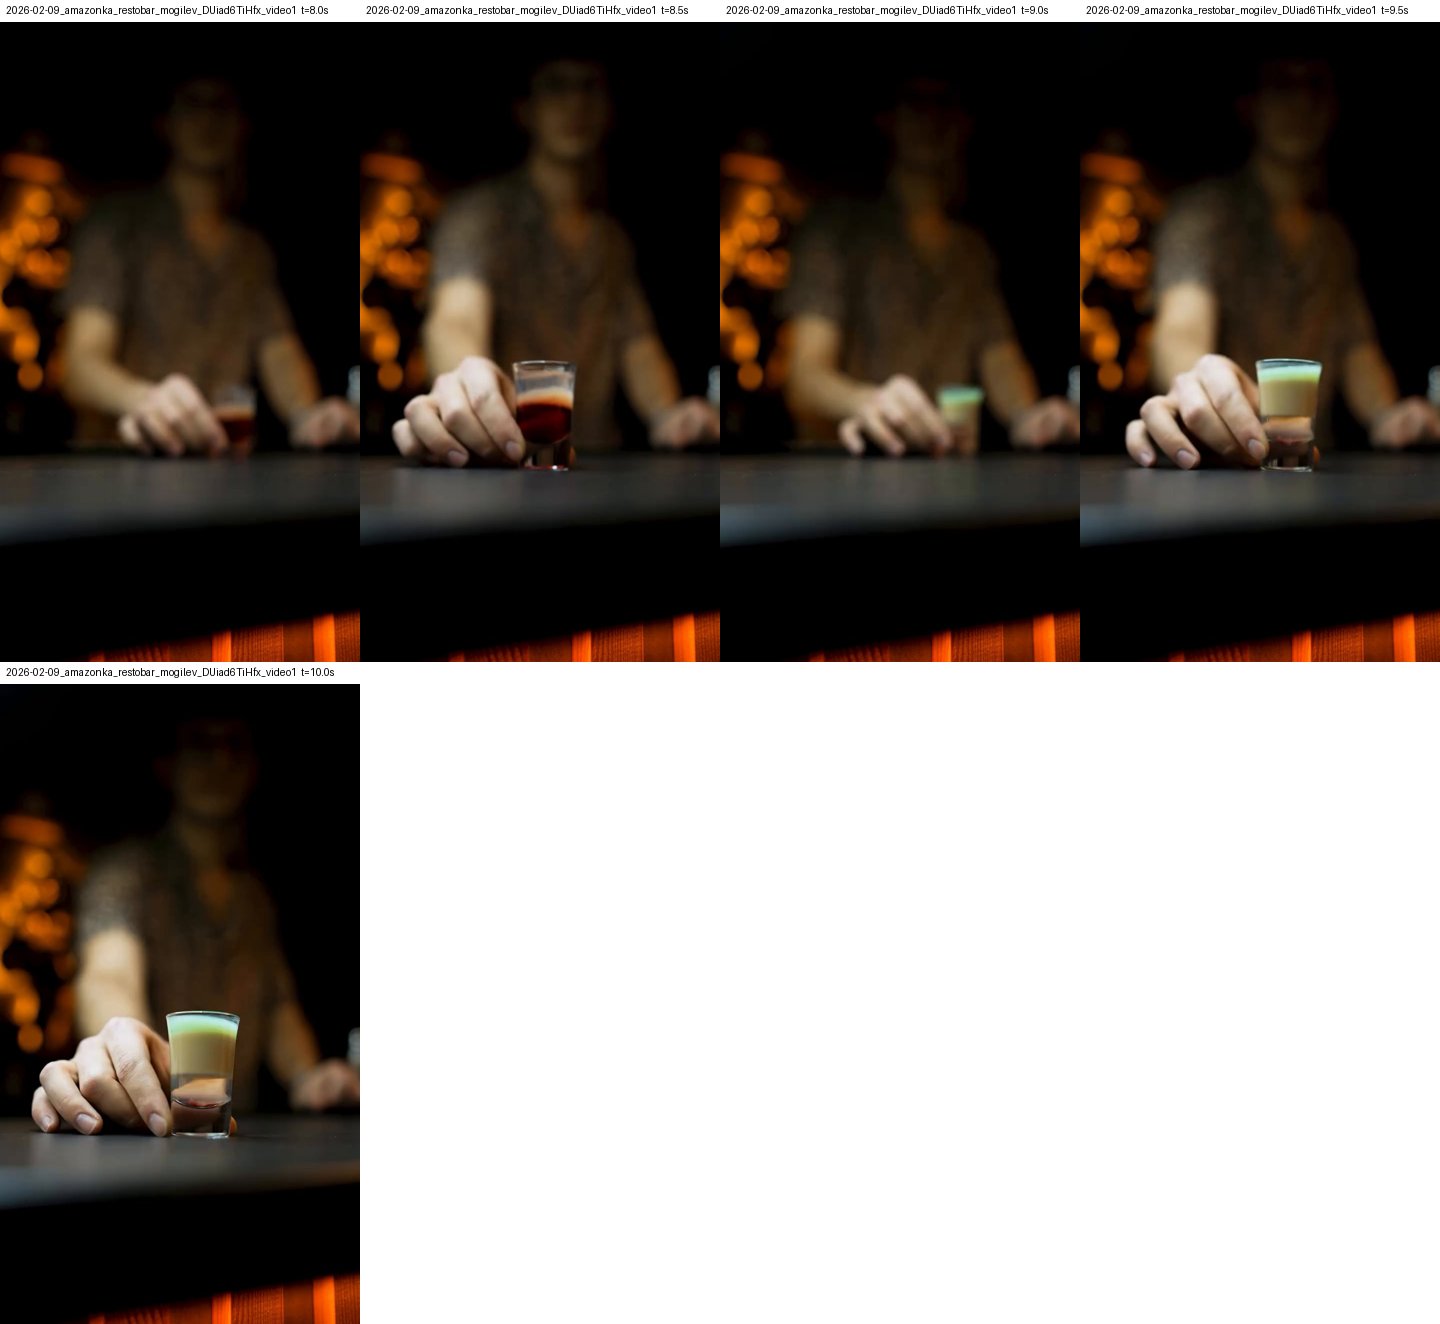 2026-02-09_amazonka_restobar_mogilev_DUiad6TiHfx_video1 t=8.0s
2026-02-09_amazonka_restobar_mogilev_DUiad6TiHfx_video1 t=8.5s
2026-02-09_amazonka_restobar_mogilev_DUiad6TiHfx_video1 t=9.0s
2026-02-09_amazonka_restobar_mogilev_DUiad6TiHfx_video1 t=9.5s
2026-02-09_amazonka_restobar_mogilev_DUiad6TiHfx_video1 t=10.0s